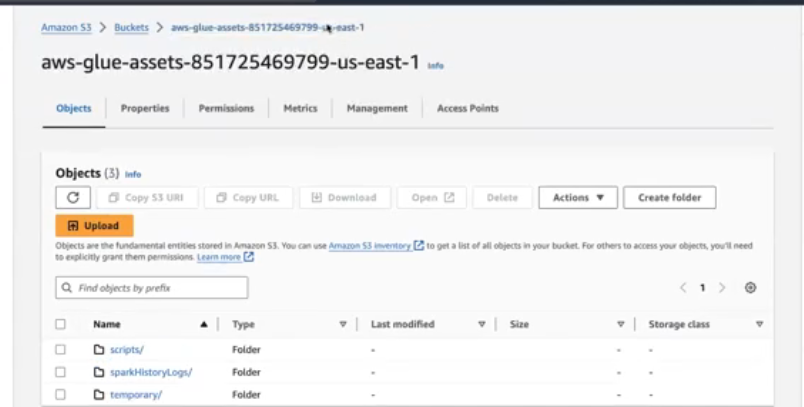 Amazon S3 > Buckets > aws-glue-assets-851725469799-us-east-1
aws-glue-assets-851725469799-us-east-1 Info
Objects Properties Permissions Metrics Management Access Points
Objects (3) Info
Copy S3 URI Copy URL Download Open Delete Actions ▼ Create folder
Upload
Objects are the fundamental entities stored in Amazon S3. You can use Amazon S3 inventory to get a list of all objects in your bucket. For others to access your objects, you'll need
to explicitly grant them permissions. Learn more
Find objects by prefix < 1 >
Name ▲ Type Last modified Size Storage class
scripts/ Folder - - -
sparkHistoryLogs/ Folder - - -
temporary/ Folder - - -